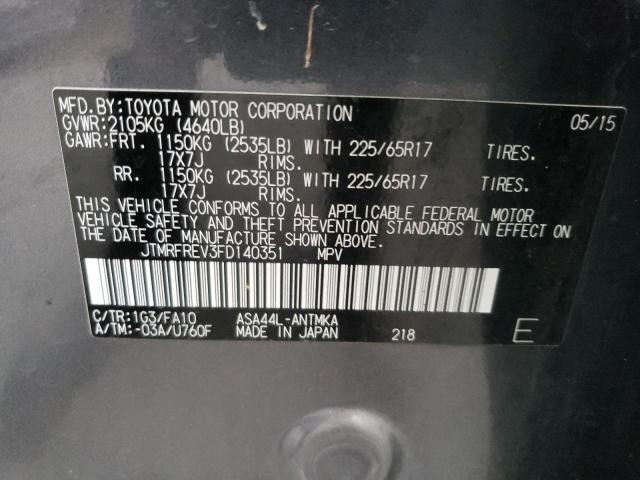 MFD.BY:TOYOTA MOTOR CORPORATION 05/15
GVWR:2105KG (4640LB)
GAWR:FRT. 1150KG (2535LB) WITH 225/65R17 TIRES.
17X7J RIMS.
RR. 1150KG (2535LB) WITH 225/65R17 TIRES.
17X7J RIMS.
THIS VEHICLE CONFORMS TO ALL APPLICABLE FEDERAL MOTOR
VEHICLE SAFETY AND THEFT PREVENTION STANDARDS IN EFFECT ON
THE DATE OF MANUFACTURE SHOWN ABOVE.
JTMRFREV3FD140351 MPV
C/TR:1G3/FA10 ASA44L-ANTMKA
A/TM:-03A/U760F MADE IN JAPAN 218 E